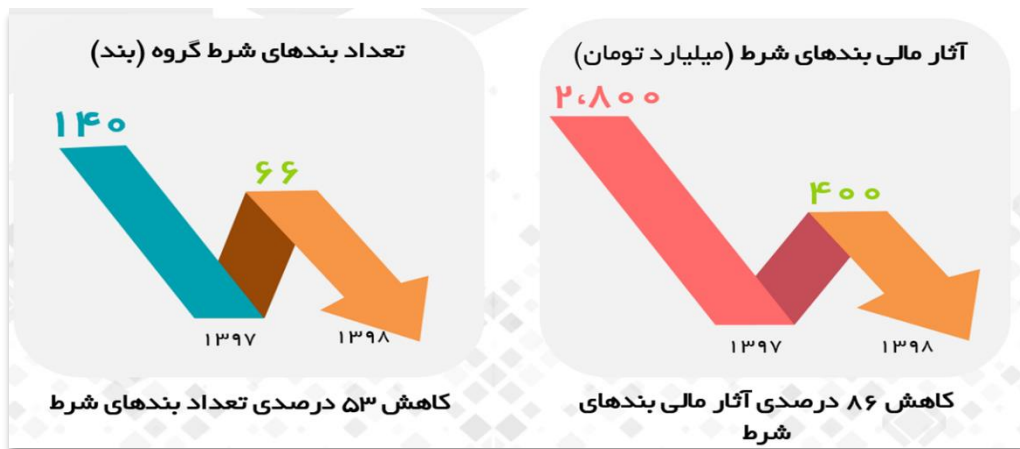 آثار مالی بندهای شرط (میلیارد تومان)
۲،۸۰۰
۴۰۰
۱۳۹۷
۱۳۹۸
کاهش ۸۶ درصدی آثار مالی بندهای
شرط
تعداد بندهای شرط گروه (بند)
۱۴۰
۶۶
۱۳۹۷
۱۳۹۸
کاهش ۵۳ درصدی تعداد بندهای شرط